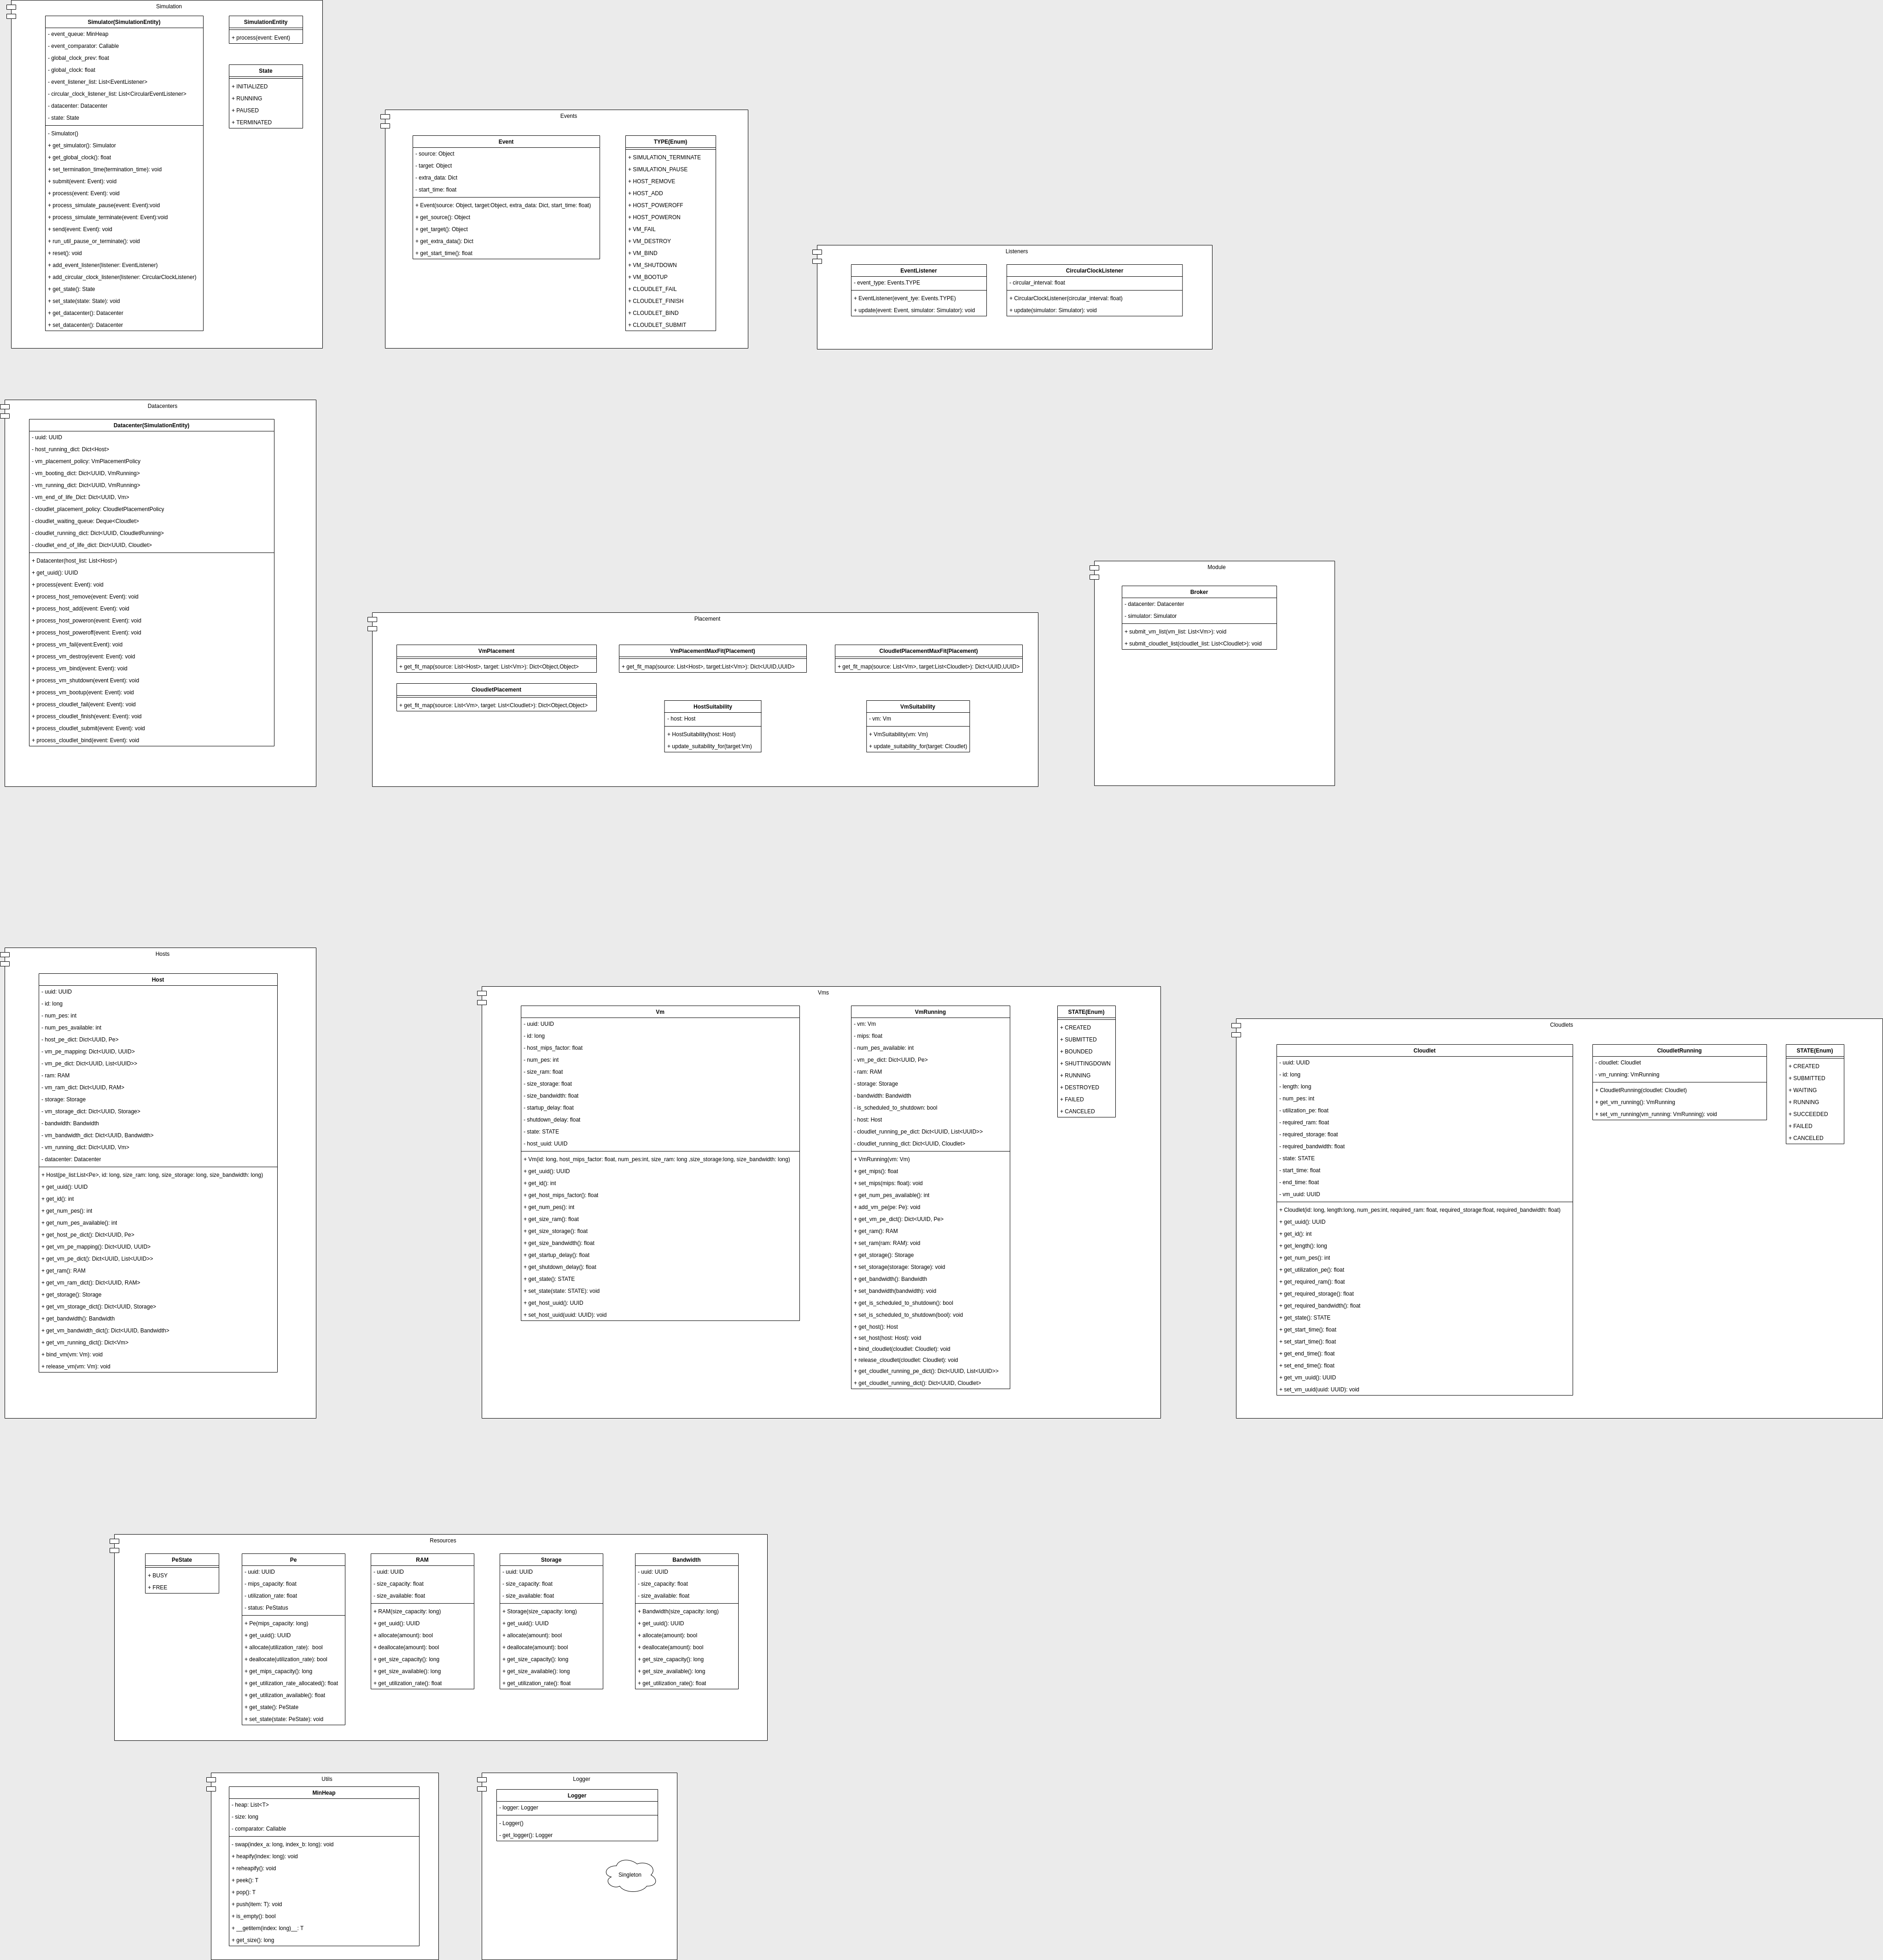 Simulation
Simulator(SimulationEntity)
- event_queue: MinHeap
- event_comparator: Callable
- global_clock_prev: float
- global_clock: float
- event_listener_list: List<EventListener>
- circular_clock_listener_list: List<CircularEventListener>
- datacenter: Datacenter
- state: State
- Simulator()
+ get_simulator(): Simulator
+ get_global_clock(): float
+ set_termination_time(termination_time): void
+ submit(event: Event): void
+ process(event: Event): void
+ process_simulate_pause(event: Event):void
+ process_simulate_terminate(event: Event):void
+ send(event: Event): void
+ run_util_pause_or_terminate(): void
+ reset(): void
+ add_event_listener(listener: EventListener)
+ add_circular_clock_listener(listener: CircularClockListener)
+ get_state(): State
+ set_state(state: State): void
+ get_datacenter(): Datacenter
+ set_datacenter(): Datacenter
SimulationEntity
+ process(event: Event)
State
+ INITIALIZED
+ RUNNING
+ PAUSED
+ TERMINATED
Events
Event
- source: Object
- target: Object
- extra_data: Dict
- start_time: float
+ Event(source: Object, target:Object, extra_data: Dict, start_time: float)
+ get_source(): Object
+ get_target(): Object
+ get_extra_data(): Dict
+ get_start_time(): float
TYPE(Enum)
+ SIMULATION_TERMINATE
+ SIMULATION_PAUSE
+ HOST_REMOVE
+ HOST_ADD
+ HOST_POWEROFF
+ HOST_POWERON
+ VM_FAIL
+ VM_DESTROY
+ VM_BIND
+ VM_SHUTDOWN
+ VM_BOOTUP
+ CLOUDLET_FAIL
+ CLOUDLET_FINISH
+ CLOUDLET_BIND
+ CLOUDLET_SUBMIT
Listeners
EventListener
- event_type: Events.TYPE
+ EventListener(event_tye: Events.TYPE)
+ update(event: Event, simulator: Simulator): void
CircularClockListener
- circular_interval: float
+ CircularClockListener(circular_interval: float)
+ update(simulator: Simulator): void
Datacenters
Datacenter(SimulationEntity)
- uuid: UUID
- host_running_dict: Dict<Host>
- vm_placement_policy: VmPlacementPolicy
- vm_booting_dict: Dict<UUID, VmRunning>
- vm_running_dict: Dict<UUID, VmRunning>
- vm_end_of_life_Dict: Dict<UUID, Vm>
- cloudlet_placement_policy: CloudletPlacementPolicy
- cloudlet_waiting_queue: Deque<Cloudlet>
- cloudlet_running_dict: Dict<UUID, CloudletRunning>
- cloudlet_end_of_life_dict: Dict<UUID, Cloudlet>
+ Datacenter(host_list: List<Host>)
+ get_uuid(): UUID
+ process(event: Event): void
+ process_host_remove(event: Event): void
+ process_host_add(event: Event): void
+ process_host_poweron(event: Event): void
+ process_host_poweroff(event: Event): void
+ process_vm_fail(event:Event): void
+ process_vm_destroy(event: Event): void
+ process_vm_bind(event: Event): void
+ process_vm_shutdown(event Event): void
+ process_vm_bootup(event: Event): void
+ process_cloudlet_fail(event: Event): void
+ process_cloudlet_finish(event: Event): void
+ process_cloudlet_submit(event: Event): void
+ process_cloudlet_bind(event: Event): void
Placement
VmPlacement
+ get_fit_map(source: List<Host>, target: List<Vm>): Dict<Object,Object>
CloudletPlacement
+ get_fit_map(source: List<Vm>, target: List<Cloudlet>): Dict<Object,Object>
VmPlacementMaxFit(Placement)
+ get_fit_map(source: List<Host>, target:List<Vm>): Dict<UUID,UUID>
HostSuitability
- host: Host
+ HostSuitability(host: Host)
+ update_suitability_for(target:Vm)
CloudletPlacementMaxFit(Placement)
+ get_fit_map(source: List<Vm>, target:List<Cloudlet>): Dict<UUID,UUID>
VmSuitability
- vm: Vm
+ VmSuitability(vm: Vm)
+ update_suitability_for(target: Cloudlet)
Module
Broker
- datacenter: Datacenter
- simulator: Simulator
+ submit_vm_list(vm_list: List<Vm>): void
+ submit_cloudlet_list(cloudlet_list: List<Cloudlet>): void
Hosts
Host
- uuid: UUID
- id: long
- num_pes: int
- num_pes_available: int
- host_pe_dict: Dict<UUID, Pe>
- vm_pe_mapping: Dict<UUID, UUID>
- vm_pe_dict: Dict<UUID, List<UUID>>
- ram: RAM
- vm_ram_dict: Dict<UUID, RAM>
- storage: Storage
- vm_storage_dict: Dict<UUID, Storage>
- bandwidth: Bandwidth
- vm_bandwidth_dict: Dict<UUID, Bandwidth>
- vm_running_dict: Dict<UUID, Vm>
- datacenter: Datacenter
+ Host(pe_list:List<Pe>, id: long, size_ram: long, size_storage: long, size_bandwidth: long)
+ get_uuid(): UUID
+ get_id(): int
+ get_num_pes(): int
+ get_num_pes_available(): int
+ get_host_pe_dict(): Dict<UUID, Pe>
+ get_vm_pe_mapping(): Dict<UUID, UUID>
+ get_vm_pe_dict(): Dict<UUID, List<UUID>>
+ get_ram(): RAM
+ get_vm_ram_dict(): Dict<UUID, RAM>
+ get_storage(): Storage
+ get_vm_storage_dict(): Dict<UUID, Storage>
+ get_bandwidth(): Bandwidth
+ get_vm_bandwidth_dict(): Dict<UUID, Bandwidth>
+ get_vm_running_dict(): Dict<Vm>
+ bind_vm(vm: Vm): void
+ release_vm(vm: Vm): void
Vms
Vm
- uuid: UUID
- id: long
- host_mips_factor: float
- num_pes: int
- size_ram: float
- size_storage: float
- size_bandwidth: float
- startup_delay: float
- shutdown_delay: float
- state: STATE
- host_uuid: UUID
+ Vm(id: long, host_mips_factor: float, num_pes:int, size_ram: long ,size_storage:long, size_bandwidth: long)
+ get_uuid(): UUID
+ get_id(): int
+ get_host_mips_factor(): float
+ get_num_pes(): int
+ get_size_ram(): float
+ get_size_storage(): float
+ get_size_bandwidth(): float
+ get_startup_delay(): float
+ get_shutdown_delay(): float
+ get_state(): STATE
+ set_state(state: STATE): void
+ get_host_uuid(): UUID
+ set_host_uuid(uuid: UUID): void
VmRunning
- vm: Vm
- mips: float
- num_pes_available: int
- vm_pe_dict: Dict<UUID, Pe>
- ram: RAM
- storage: Storage
- bandwidth: Bandwidth
- is_scheduled_to_shutdown: bool
- host: Host
- cloudlet_running_pe_dict: Dict<UUID, List<UUID>>
- cloudlet_running_dict: Dict<UUID, Cloudlet>
+ VmRunning(vm: Vm)
+ get_mips(): float
+ set_mips(mips: float): void
+ get_num_pes_available(): int
+ add_vm_pe(pe: Pe): void
+ get_vm_pe_dict(): Dict<UUID, Pe>
+ get_ram(): RAM
+ set_ram(ram: RAM): void
+ get_storage(): Storage
+ set_storage(storage: Storage): void
+ get_bandwidth(): Bandwidth
+ set_bandwidth(bandwidth): void
+ get_is_scheduled_to_shutdown(): bool
+ set_is_scheduled_to_shutdown(bool): void
+ get_host(): Host
+ set_host(host: Host): void
+ bind_cloudlet(cloudlet: Cloudlet): void
+ release_cloudlet(cloudlet: Cloudlet): void
+ get_cloudlet_running_pe_dict(): Dict<UUID, List<UUID>>
+ get_cloudlet_running_dict(): Dict<UUID, Cloudlet>
STATE(Enum)
+ CREATED
+ SUBMITTED
+ BOUNDED
+ SHUTTINGDOWN
+ RUNNING
+ DESTROYED
+ FAILED
+ CANCELED
Cloudlets
Cloudlet
- uuid: UUID
- id: long
- length: long
- num_pes: int
- utilization_pe: float
- required_ram: float
- required_storage: float
- required_bandwidth: float
- state: STATE
- start_time: float
- end_time: float
- vm_uuid: UUID
+ Cloudlet(id: long, length:long, num_pes:int, required_ram: float, required_storage:float, required_bandwidth: float)
+ get_uuid(): UUID
+ get_id(): int
+ get_length(): long
+ get_num_pes(): int
+ get_utilization_pe(): float
+ get_required_ram(): float
+ get_required_storage(): float
+ get_required_bandwidth(): float
+ get_state(): STATE
+ get_start_time(): float
+ set_start_time(): float
+ get_end_time(): float
+ set_end_time(): float
+ get_vm_uuid(): UUID
+ set_vm_uuid(uuid: UUID): void
CloudletRunning
- cloudlet: Cloudlet
- vm_running: VmRunning
+ CloudletRunning(cloudlet: Cloudlet)
+ get_vm_running(): VmRunning
+ set_vm_running(vm_running: VmRunning): void
STATE(Enum)
+ CREATED
+ SUBMITTED
+ WAITING
+ RUNNING
+ SUCCEEDED
+ FAILED
+ CANCELED
Resources
PeState
+ BUSY
+ FREE
Pe
- uuid: UUID
- mips_capacity: float
- utilization_rate: float
- status: PeStatus
+ Pe(mips_capacity: long)
+ get_uuid(): UUID
+ allocate(utilization_rate): bool
+ deallocate(utilization_rate): bool
+ get_mips_capacity(): long
+ get_utilization_rate_allocated(): float
+ get_utilization_available(): float
+ get_state(): PeState
+ set_state(state: PeState): void
RAM
- uuid: UUID
- size_capacity: float
- size_available: float
+ RAM(size_capacity: long)
+ get_uuid(): UUID
+ allocate(amount): bool
+ deallocate(amount): bool
+ get_size_capacity(): long
+ get_size_available(): long
+ get_utilization_rate(): float
Storage
- uuid: UUID
- size_capacity: float
- size_available: float
+ Storage(size_capacity: long)
+ get_uuid(): UUID
+ allocate(amount): bool
+ deallocate(amount): bool
+ get_size_capacity(): long
+ get_size_available(): long
+ get_utilization_rate(): float
Bandwidth
- uuid: UUID
- size_capacity: float
- size_available: float
+ Bandwidth(size_capacity: long)
+ get_uuid(): UUID
+ allocate(amount): bool
+ deallocate(amount): bool
+ get_size_capacity(): long
+ get_size_available(): long
+ get_utilization_rate(): float
Utils
MinHeap
- heap: List<T>
- size: long
- comparator: Callable
- swap(index_a: long, index_b: long): void
+ heapify(index: long): void
+ reheapify(): void
+ peek(): T
+ pop(): T
+ push(item: T): void
+ is_empty(): bool
+ __getitem(index: long)__: T
+ get_size(): long
Logger
Logger
- logger: Logger
- Logger()
- get_logger(): Logger
Singleton